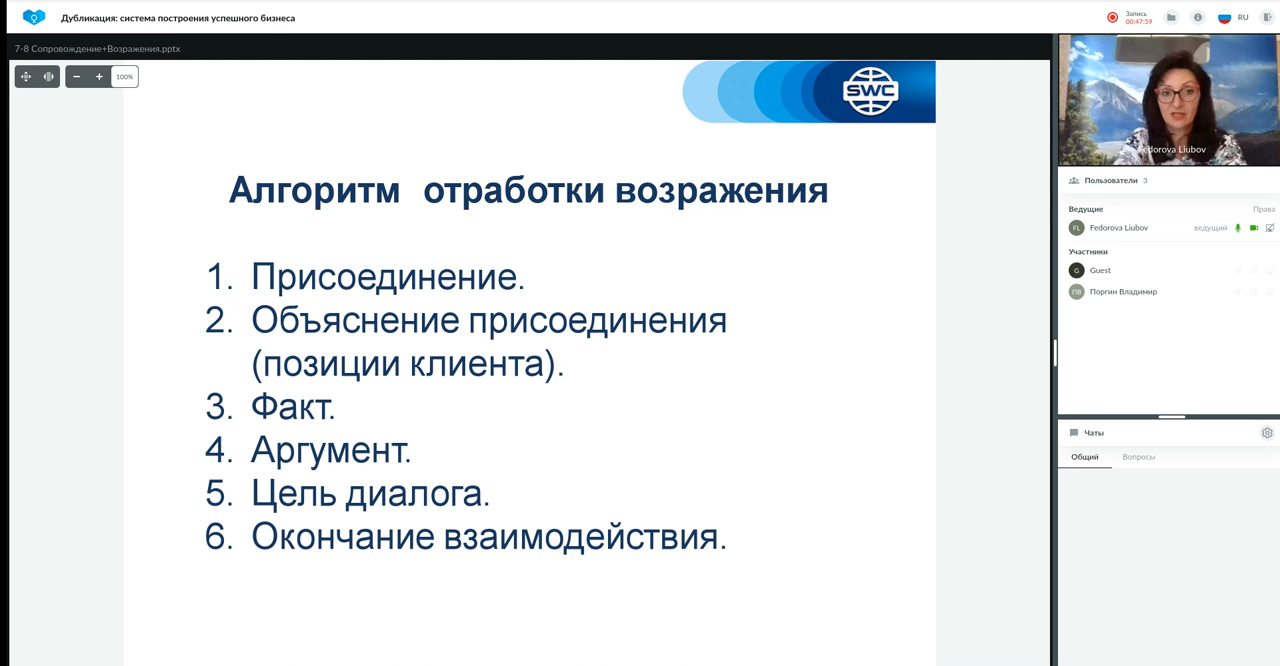 Дубликация: система построения успешного бизнеса
Запись
00:47:59
RU
7-8 Сопровождение+Возражения.pptx
100%
SWC
Алгоритм отработки возражения
1. Присоединение.
2. Объяснение присоединения
(позиции клиента).
3. Факт.
4. Аргумент.
5. Цель диалога.
6. Окончание взаимодействия.
Fedorova Liubov
Пользователи 3
Ведущие Права
FL Fedorova Liubov ведущий
Участники
G Guest
ПВ Поргин Владимир
Чаты
Общий Вопросы